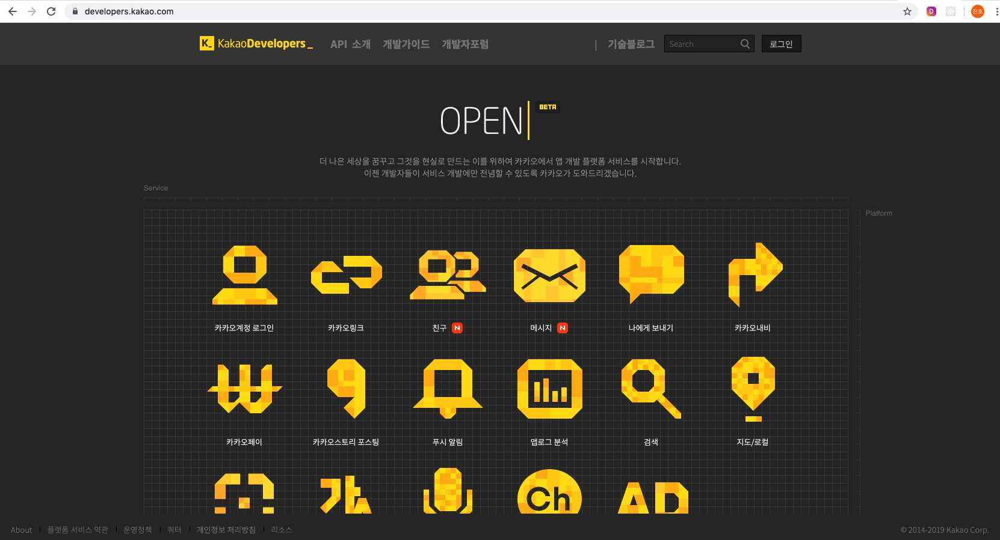 developers.kakao.com
D
진호
K_ KakaoDevelopers_
API 소개
개발가이드
개발자포럼
|
기술블로그
Search
로그인
OPEN
BETA
더 나은 세상을 꿈꾸고 그것을 현실로 만드는 이를 위하여 카카오에서 앱 개발 플랫폼 서비스를 시작합니다.
이젠 개발자들이 서비스 개발에만 전념할 수 있도록 카카오가 도와드리겠습니다.
Service
Platform
카카오계정 로그인
카카오링크
친구 N
메시지 N
나에게 보내기
카카오내비
카카오페이
카카오스토리 포스팅
푸시 알림
앱로그 분석
검색
지도/로컬
가
A
Ch
AD
About
플랫폼 서비스 약관
운영정책
쿼터
개인정보 처리방침
리소스
© 2014-2019 Kakao Corp.